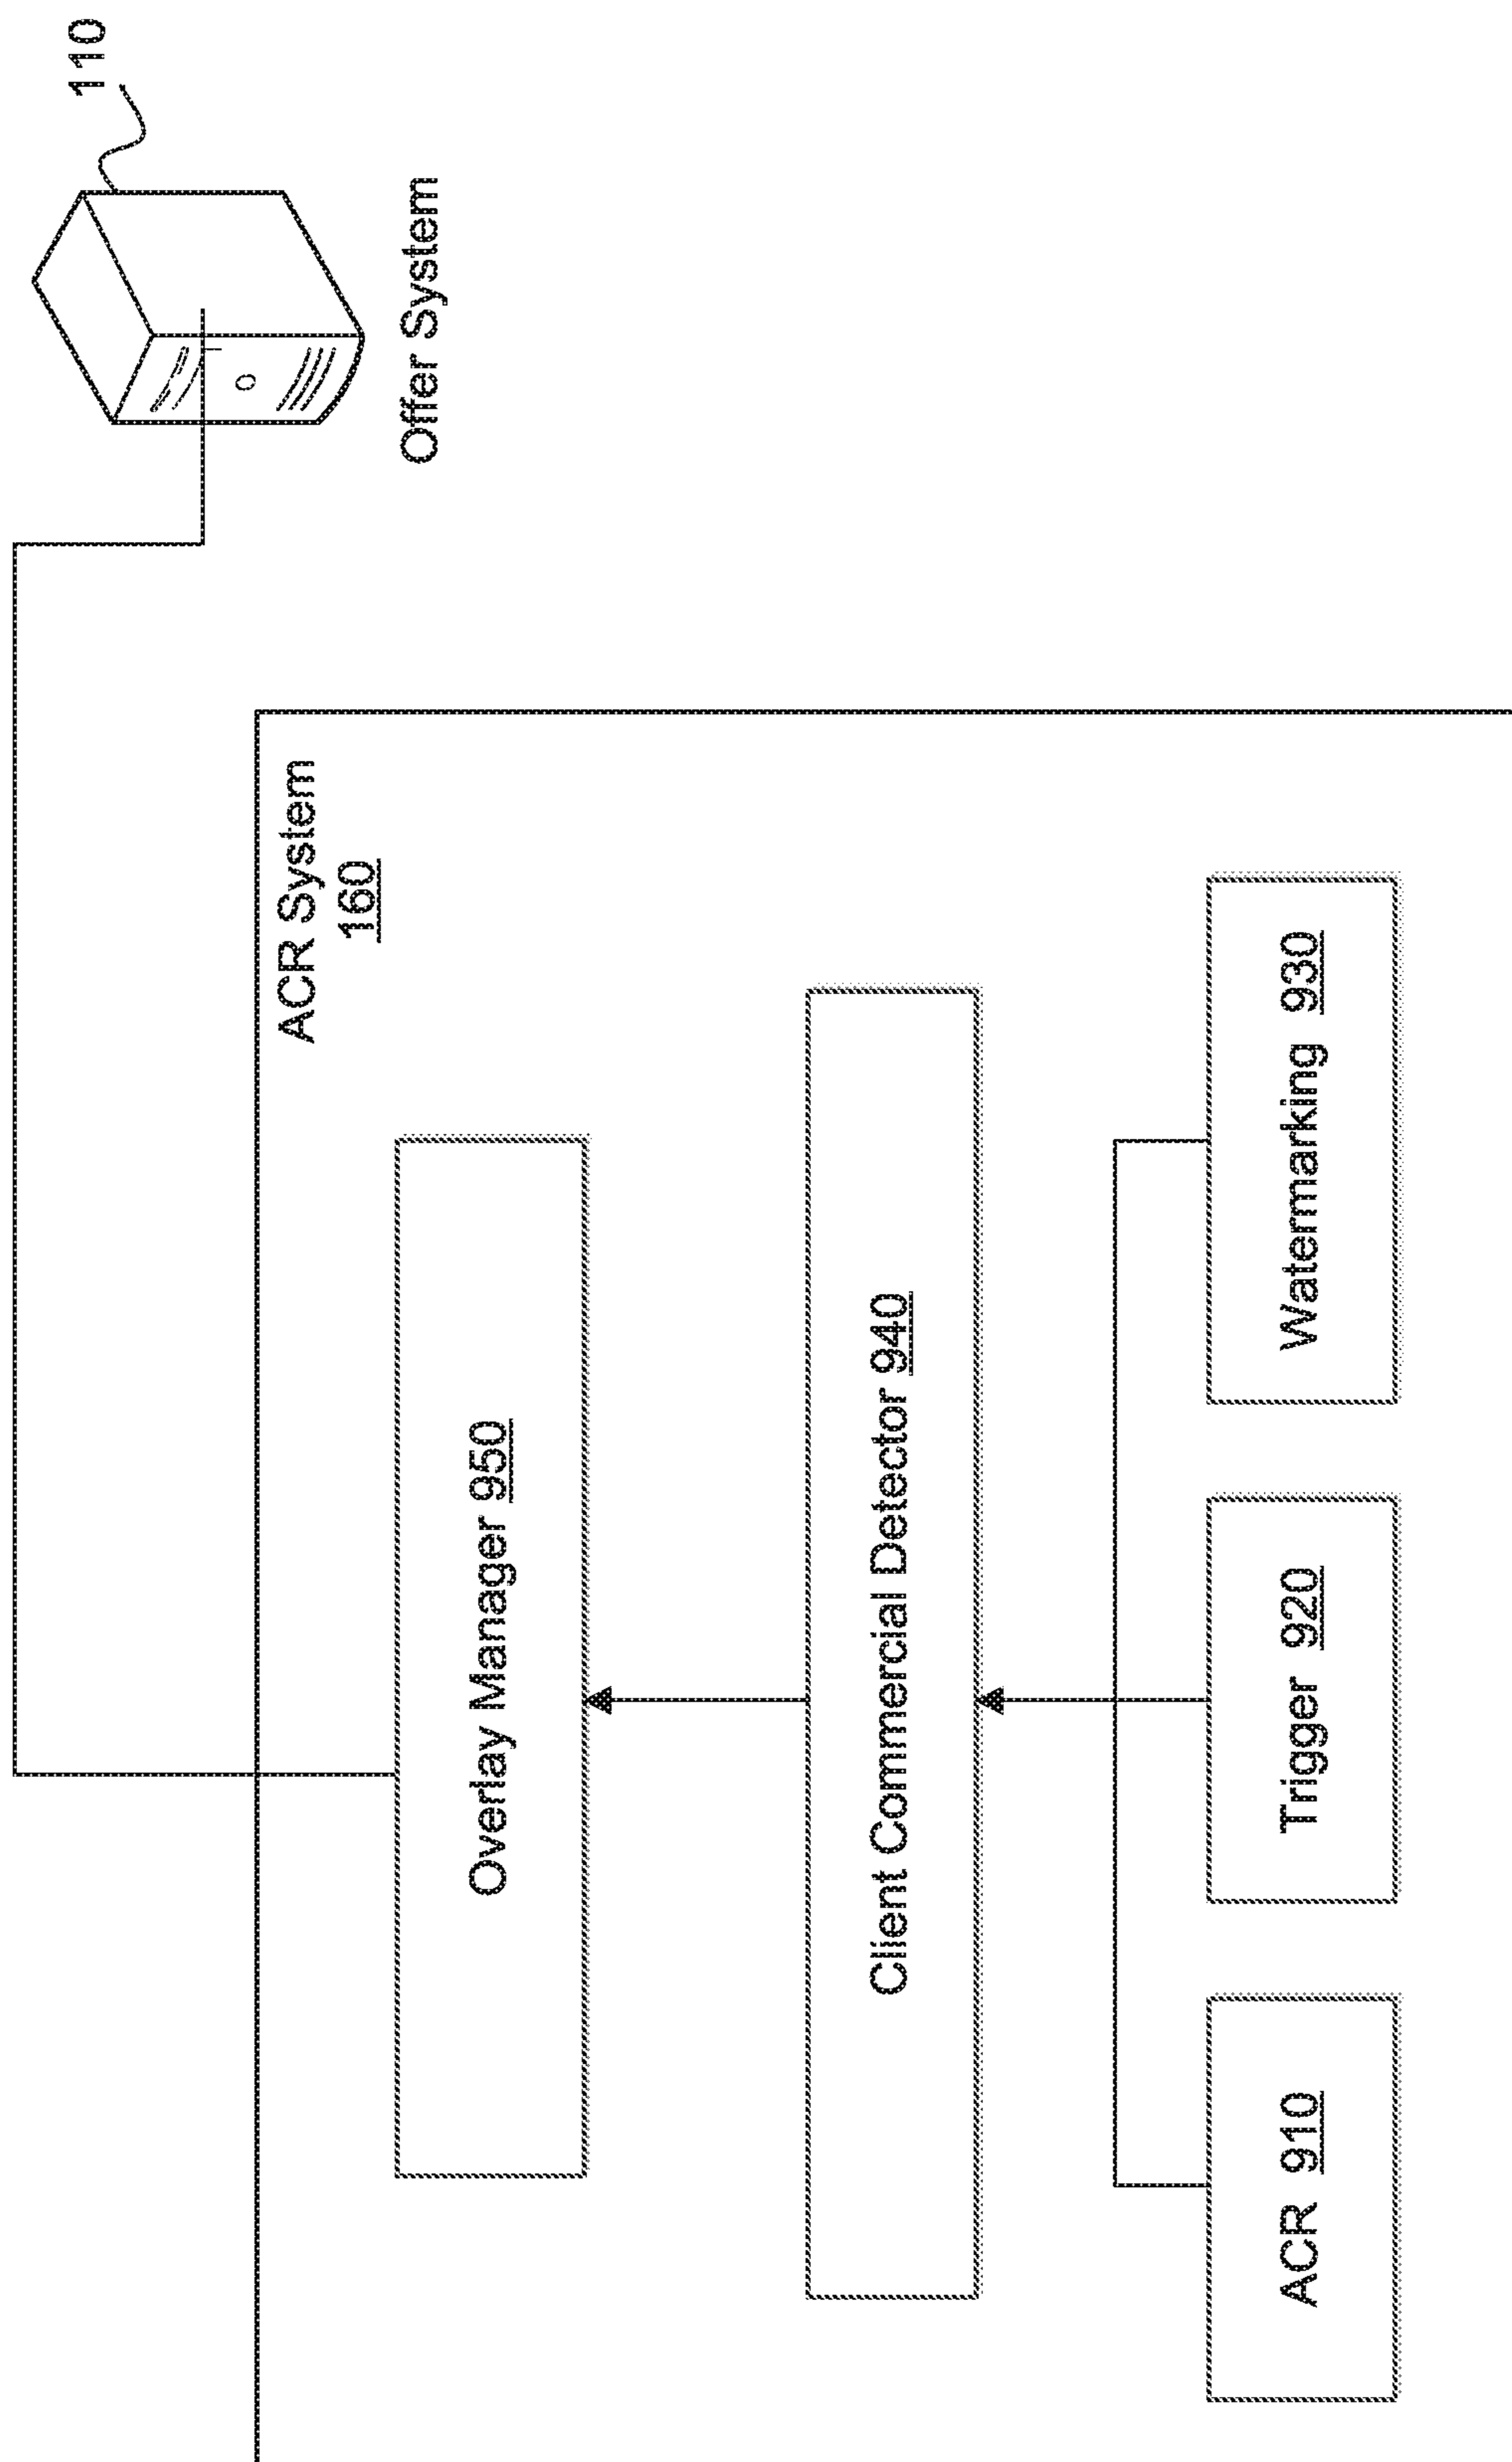 110
Offer System
ACR System
160
Overlay Manager 950
Client Commercial Detector 940
ACR 910
Trigger 920
Watermarking 930